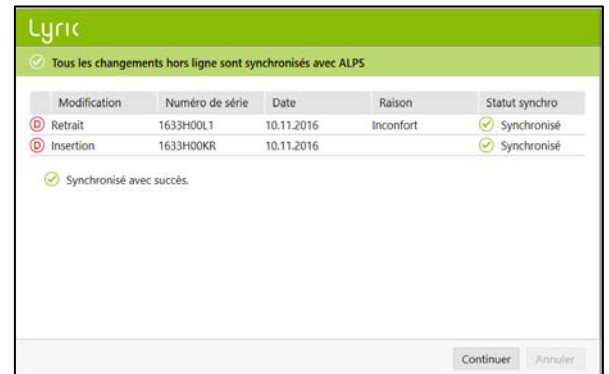 Lyric
Tous les changements hors ligne sont synchronisés avec ALPS
Modification Numéro de série Date Raison Statut synchro
D Retrait 1633H00L1 10.11.2016 Inconfort Synchronisé
D Insertion 1633H00KR 10.11.2016 Synchronisé
Synchronisé avec succès.
Continuer Annuler